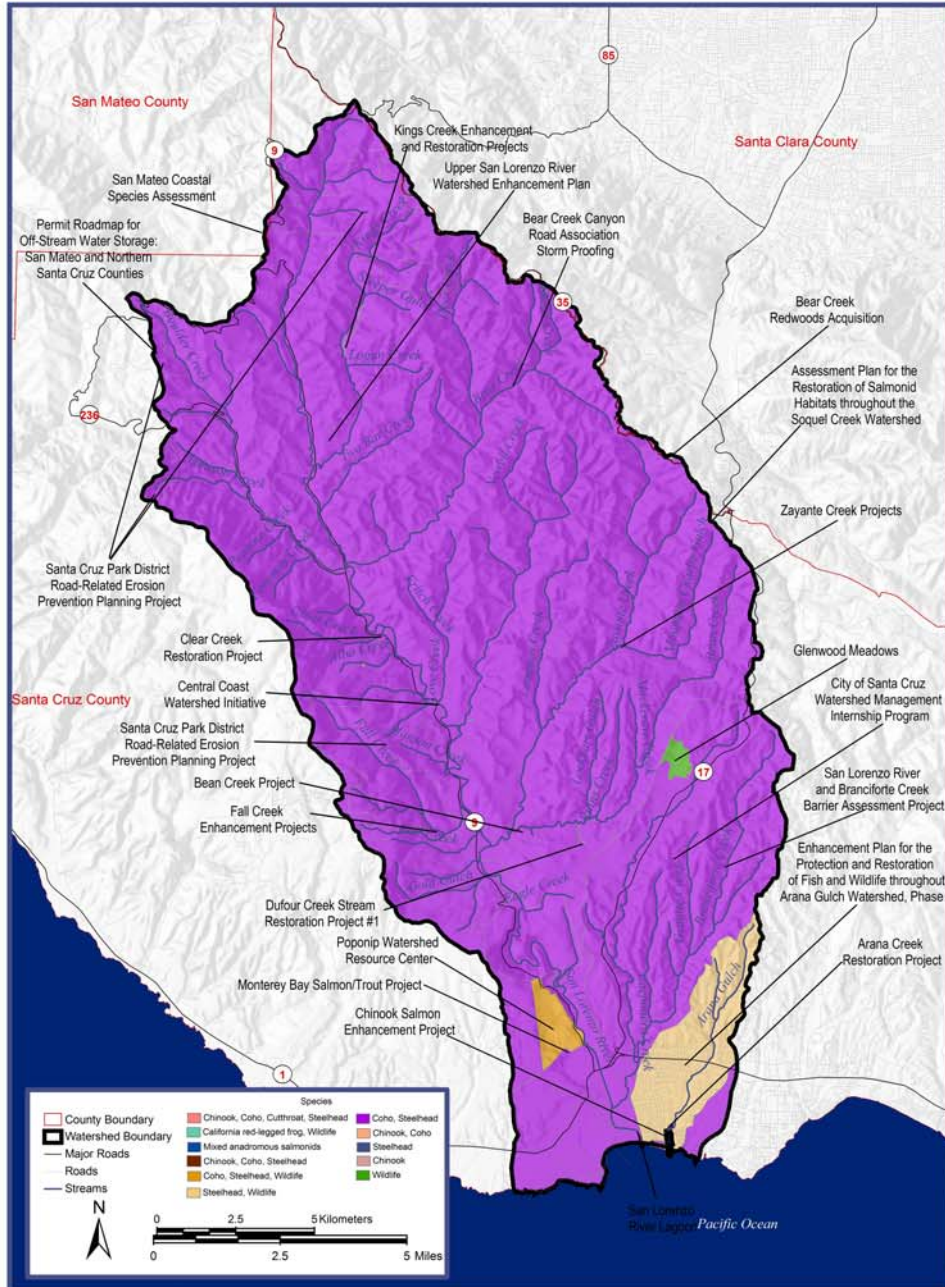 85
San Mateo County
Santa Clara County
9
Kings Creek Enhancement
and Restoration Projects
Upper San Lorenzo River
Watershed Enhancement Plan
San Mateo Coastal
Species Assessment
Permit Roadmap for
Off-Stream Water Storage:
San Mateo and Northern
Santa Cruz Counties
Bear Creek Canyon
Road Association
Storm Proofing
35
Bear Creek
Redwoods Acquisition
Assessment Plan for the
Restoration of Salmonid
Habitats throughout the
Soquel Creek Watershed
Logan Creek
236
Zayante Creek Projects
Santa Cruz Park District
Road-Related Erosion
Prevention Planning Project
Clear Creek
Restoration Project
Glenwood Meadows
Santa Cruz County
Central Coast
Watershed Initiative
City of Santa Cruz
Watershed Management
Internship Program
Santa Cruz Park District
Road-Related Erosion
Prevention Planning Project
17
San Lorenzo River
and Branciforte Creek
Barrier Assessment Project
Bean Creek Project
9
Fall Creek
Enhancement Projects
Enhancement Plan for the
Protection and Restoration
of Fish and Wildlife throughout
Arana Gulch Watershed, Phase I
Gold Gulch
Eagle Creek
Dufour Creek Stream
Restoration Project #1
Poponip Watershed
Resource Center
Arana Creek
Restoration Project
Monterey Bay Salmon/Trout Project
San Lorenzo River
Arana Gulch
Chinook Salmon
Enhancement Project
1
Species
County Boundary
Watershed Boundary
Major Roads
Roads
Streams
Chinook, Coho, Cutthroat, Steelhead
California red-legged frog, Wildlife
Mixed anadromous salmonids
Chinook, Coho, Steelhead
Coho, Steelhead, Wildlife
Steelhead, Wildlife
Coho, Steelhead
Chinook, Coho
Steelhead
Chinook
Wildlife
N
0 2.5 5 Kilometers
0 2.5 5 Miles
San Lorenzo
River Lagoon
Pacific Ocean